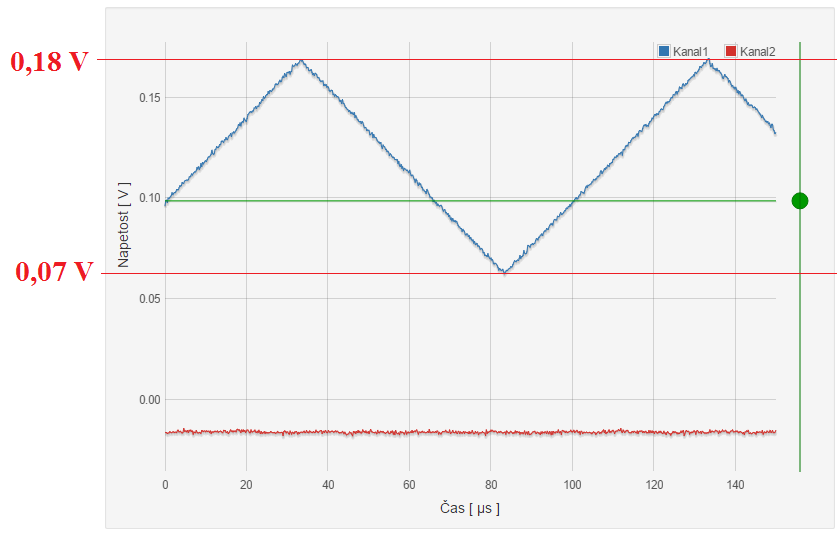 0,18 V
Kanal1 Kanal2
0.15
0.10
Napetost [ V ]
0,07 V
0.05
0.00
0 20 40 60 80 100 120 140
Čas [ µs ]